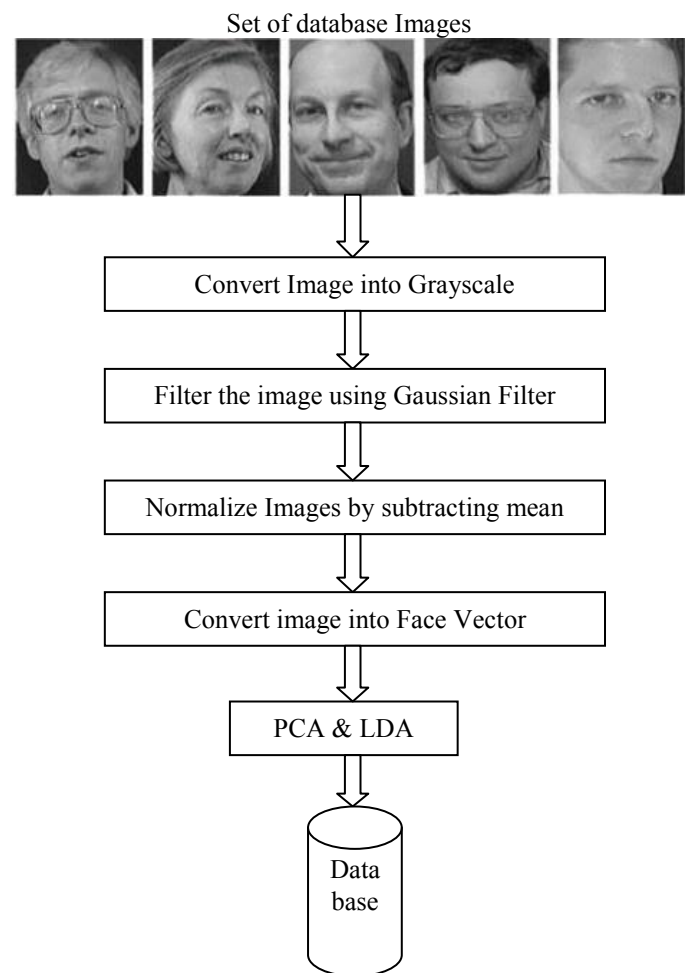 Set of database Images
Convert Image into Grayscale
Filter the image using Gaussian Filter
Normalize Images by subtracting mean
Convert image into Face Vector
PCA & LDA
Data
base